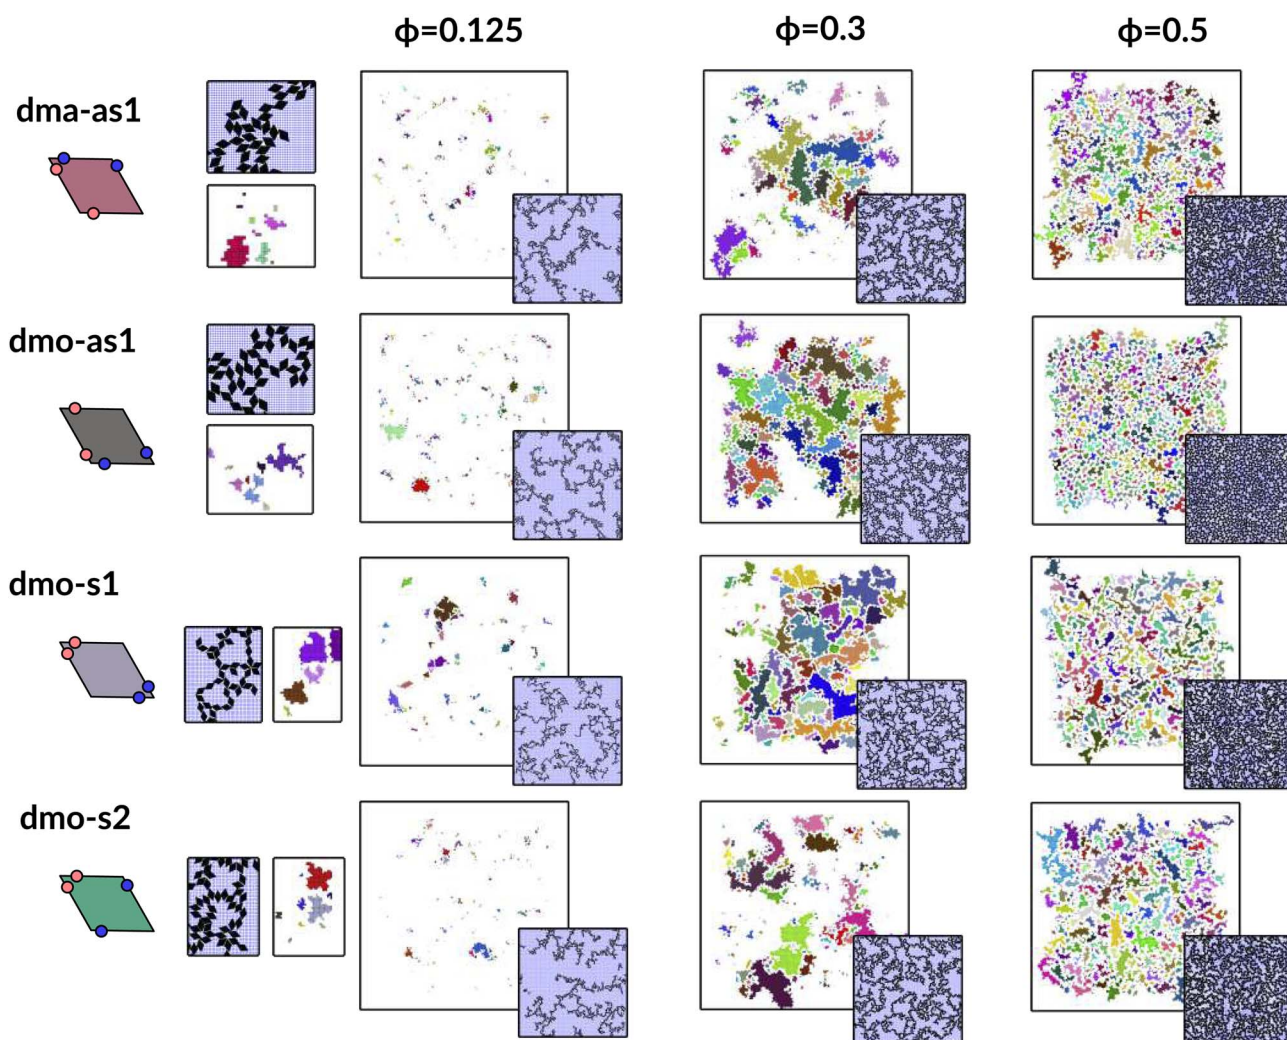 ϕ=0.125 ϕ=0.3 ϕ=0.5
dma-as1
dmo-as1
dmo-s1
dmo-s2